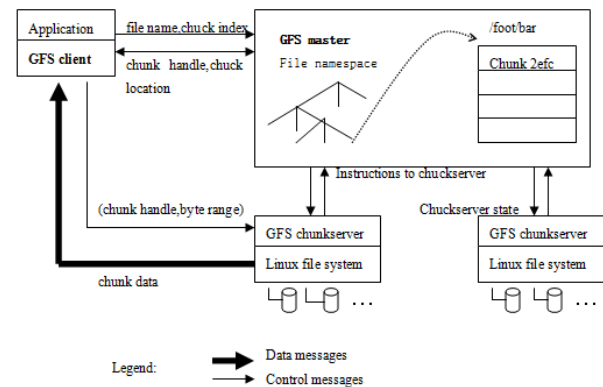 Application
GFS client
file name,chuck index
chunk handle,chuck
location
GFS master
File namespace
/foot/bar
Chunk 2efc
Instructions to chuckserver
Chuckserver state
(chunk handle,byte range)
GFS chunkserver
Linux file system
...
GFS chunkserver
Linux file system
...
chunk data
Legend:
Data messages
Control messages